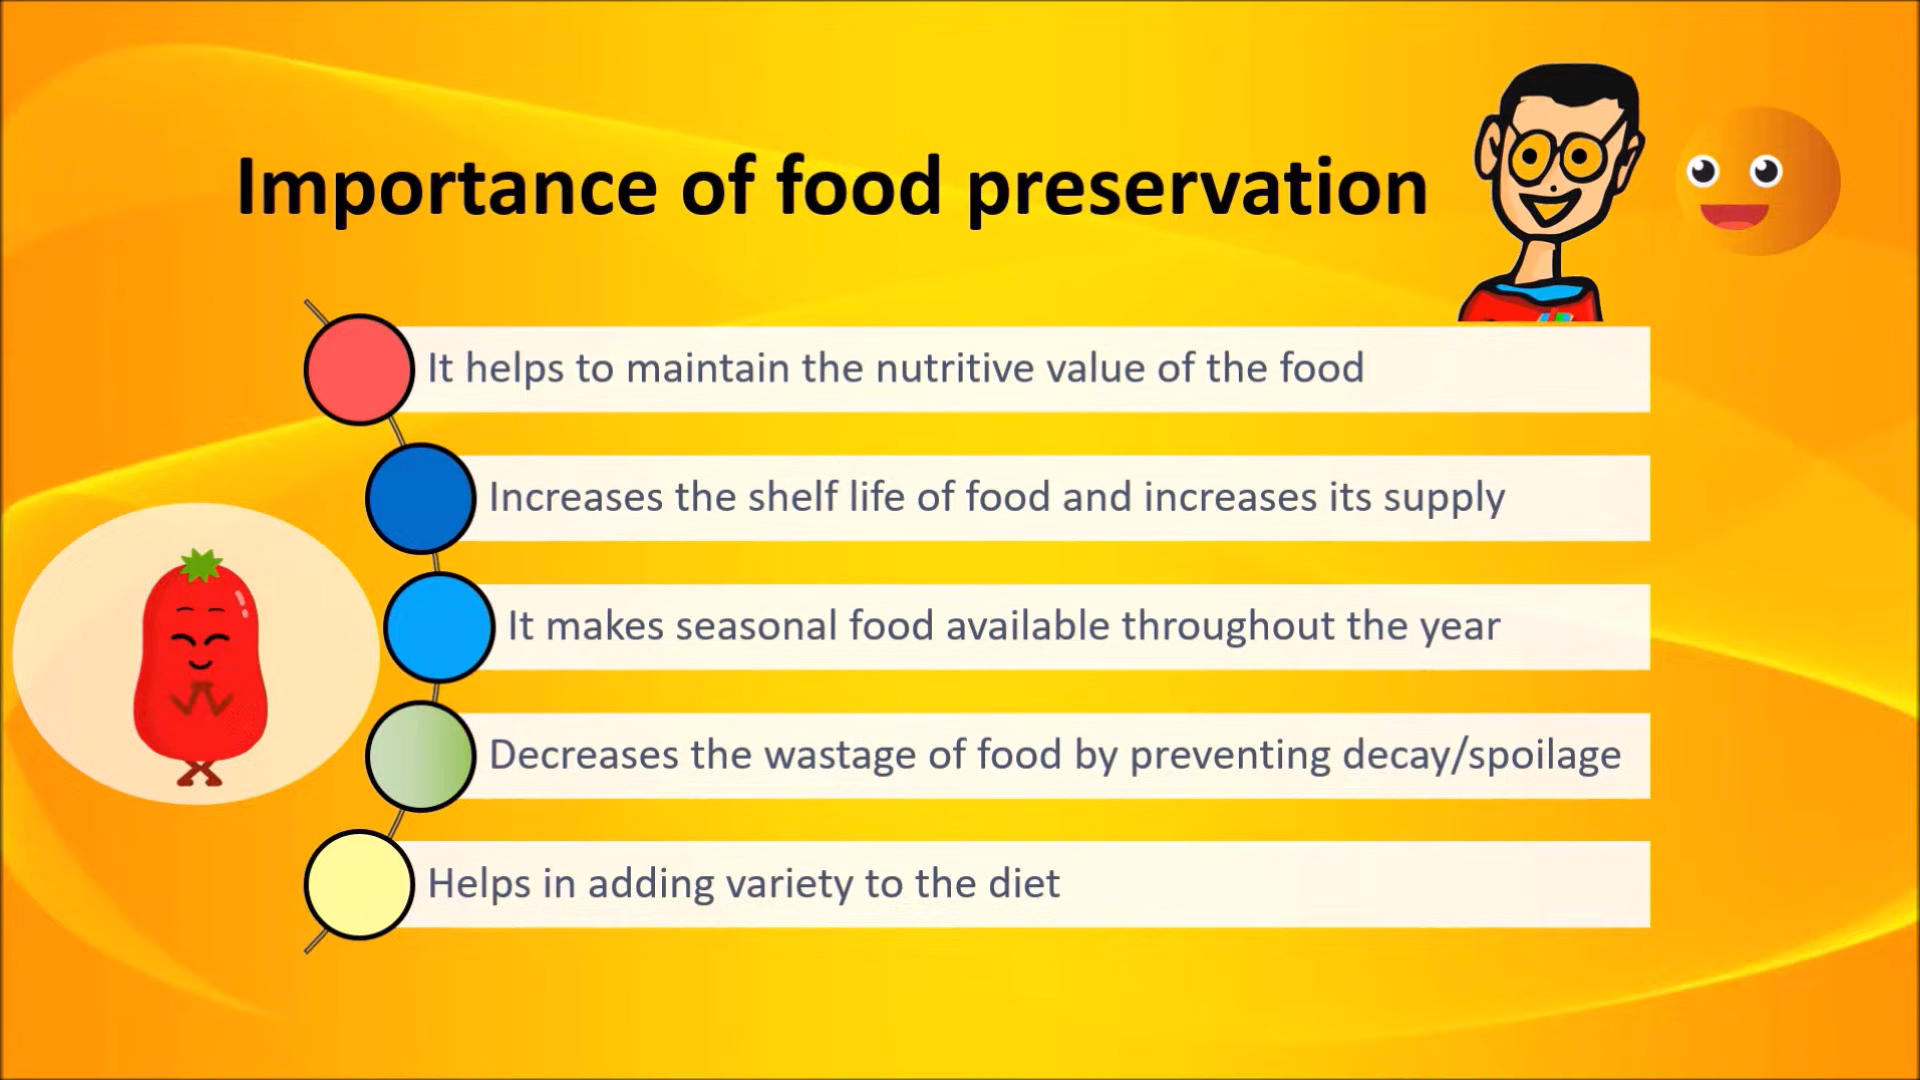 Importance of food preservation
It helps to maintain the nutritive value of the food
Increases the shelf life of food and increases its supply
It makes seasonal food available throughout the year
Decreases the wastage of food by preventing decay/spoilage
Helps in adding variety to the diet